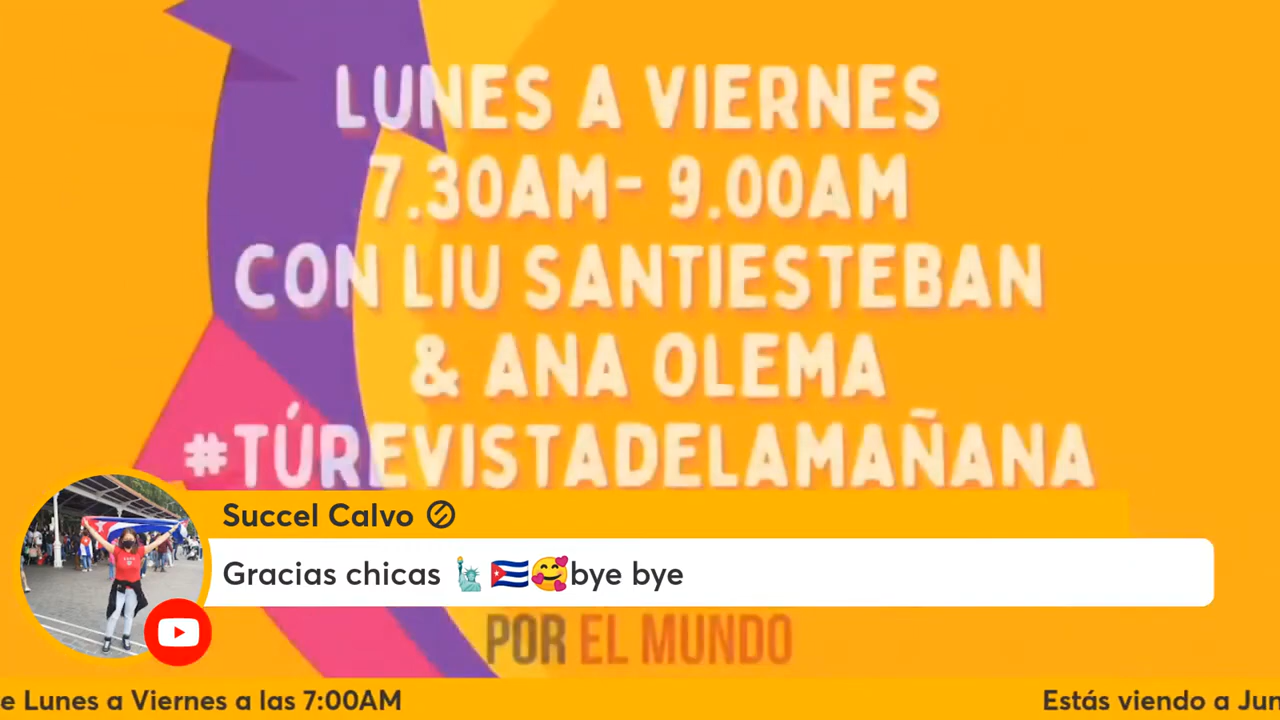 LUNES A VIERNES
7.30AM- 9.00AM
CON LIU SANTIESTEBAN
& ANA OLEMA
#TÚREVISTADELAMAÑANA
Succel Calvo
Gracias chicas 🗽🇨🇺🥰bye bye
POR EL MUNDO
e Lunes a Viernes a las 7:00AM
Estás viendo a Jun